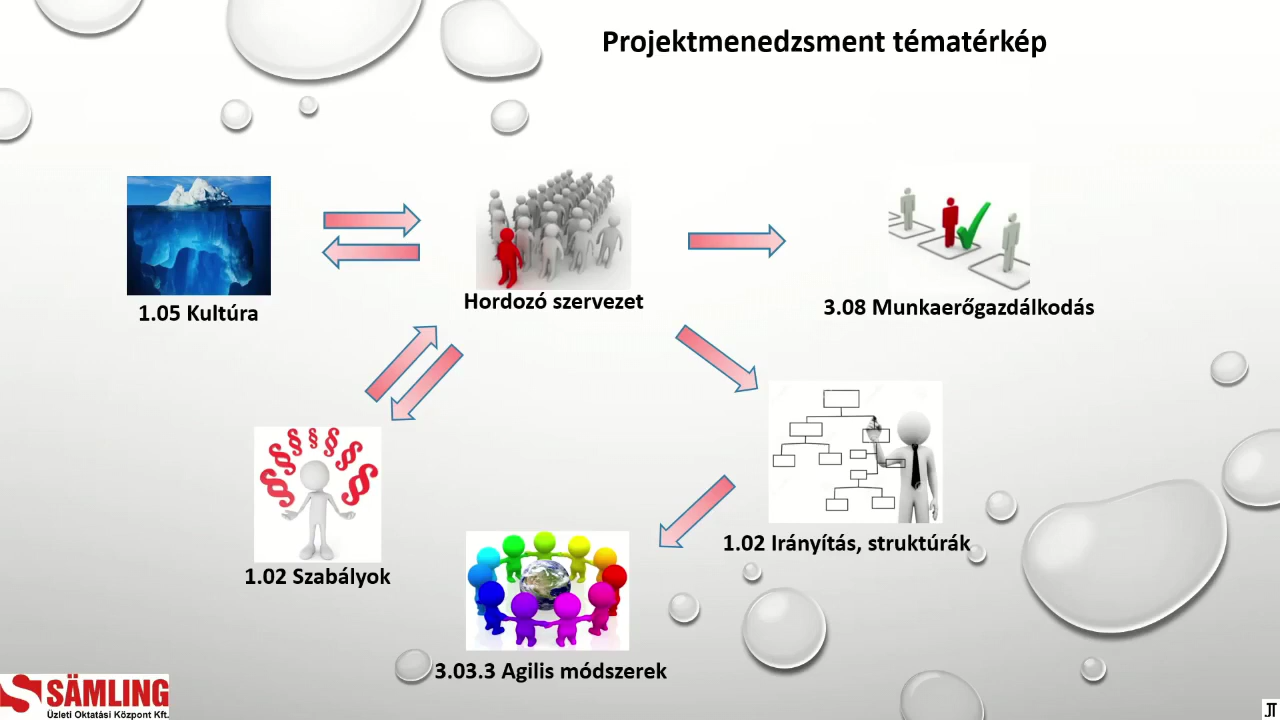 Projektmenedzsment tématérkép
1.05 Kultúra
Hordozó szervezet
3.08 Munkaerőgazdálkodás
1.02 Szabályok
1.02 Irányítás, struktúrák
3.03.3 Agilis módszerek
SÄMLING
Üzleti Oktatási Központ Kft.
JT